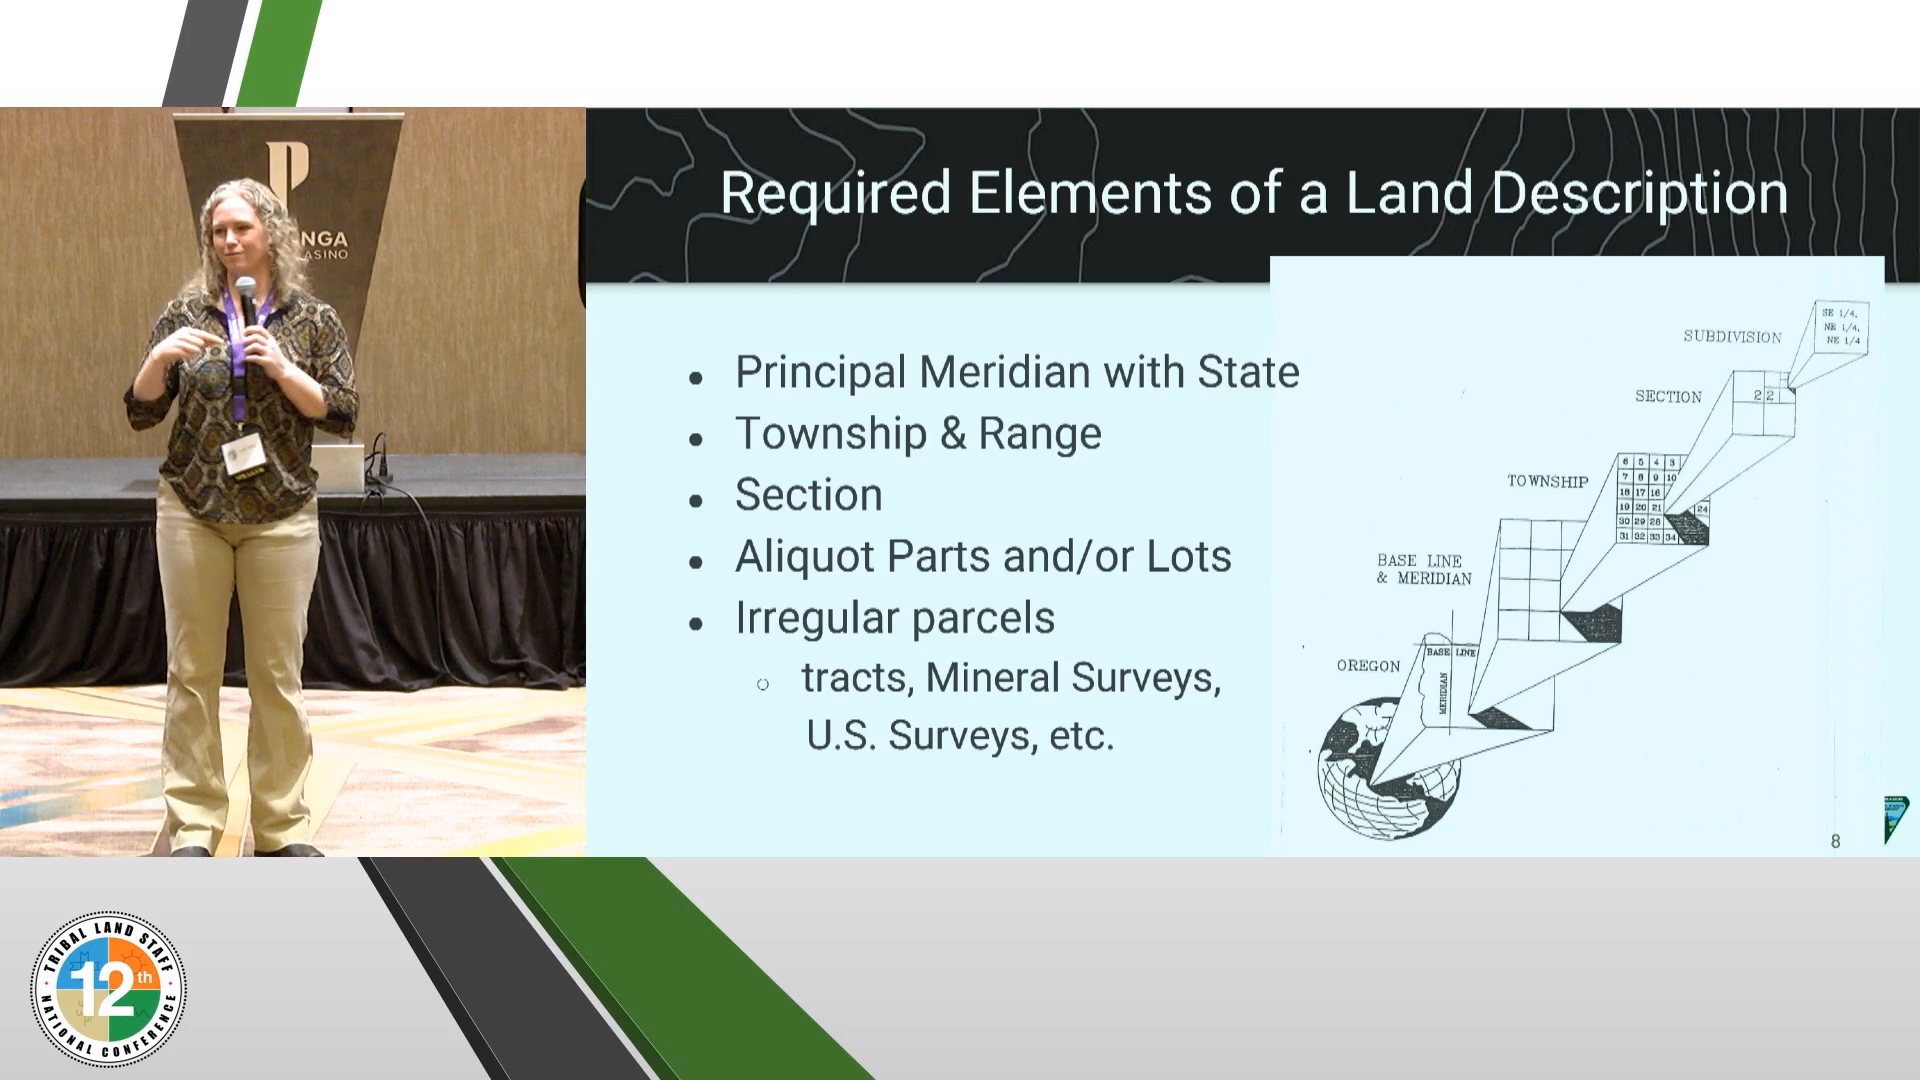 NGA
ASINO
Required Elements of a Land Description
• Principal Meridian with State
• Township & Range
• Section
• Aliquot Parts and/or Lots
• Irregular parcels
○ tracts, Mineral Surveys,
U.S. Surveys, etc.
SE 1/4,
NE 1/4,
NE 1/4
SUBDIVISION
SECTION
22
TOWNSHIP
6 5 4 3
7 8 9 10
18 17 16
19 20 21 24
30 29 28
31 32 33 34
BASE LINE
& MERIDIAN
BASE LINE
MERIDIAN
OREGON
8
TRIBAL LAND STAFF
12th
NATIONAL CONFERENCE